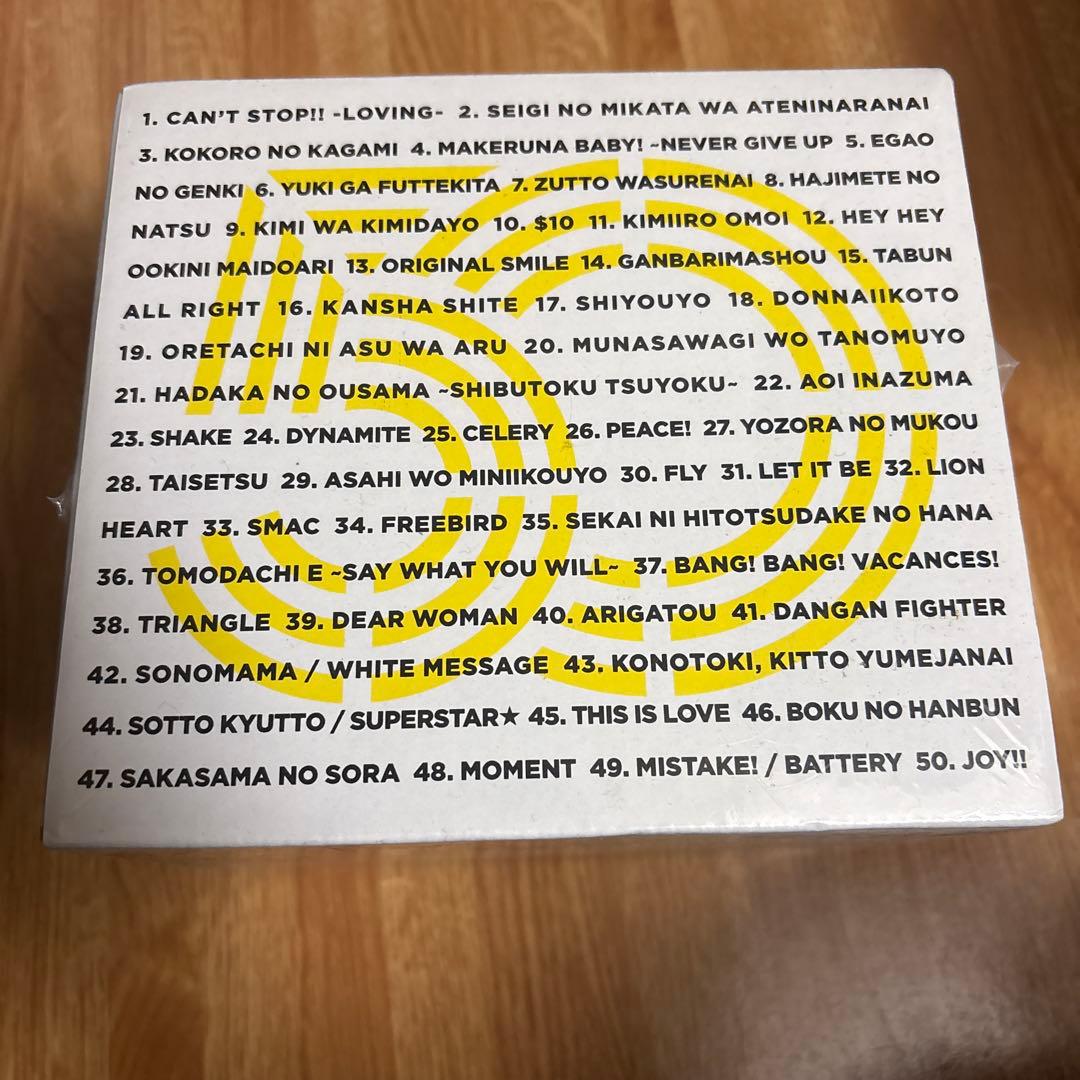 1. CAN'T STOP!! -LOVING- 2. SEIGI NO MIKATA WA ATENINARANAI
3. KOKORO NO KAGAMI 4. MAKERUNA BABY! ~NEVER GIVE UP 5. EGAO
NO GENKI 6. YUKI GA FUTTEKITA 7. ZUTTO WASURENAI 8. HAJIMETE NO
NATSU 9. KIMI WA KIMIDAYO 10. $10 11. KIMIIRO OMOI 12. HEY HEY
OOKINI MAIDOARI 13. ORIGINAL SMILE 14. GANBARIMASHOU 15. TABUN
ALL RIGHT 16. KANSHA SHITE 17. SHIYOUYO 18. DONNAIIKOTO
19. ORETACHI NI ASU WA ARU 20. MUNASAWAGI WO TANOMUYO
21. HADAKA NO OUSAMA ~SHIBUTOKU TSUYOKU~ 22. AOI INAZUMA
23. SHAKE 24. DYNAMITE 25. CELERY 26. PEACE! 27. YOZORA NO MUKOU
28. TAISETSU 29. ASAHI WO MINIIKOUYO 30. FLY 31. LET IT BE 32. LION
HEART 33. SMAC 34. FREEBIRD 35. SEKAI NI HITOTSUDAKE NO HANA
36. TOMODACHI E ~SAY WHAT YOU WILL~ 37. BANG! BANG! VACANCES!
38. TRIANGLE 39. DEAR WOMAN 40. ARIGATOU 41. DANGAN FIGHTER
42. SONOMAMA / WHITE MESSAGE 43. KONOTOKI, KITTO YUMEJANAI
44. SOTTO KYUTTO / SUPERSTAR★ 45. THIS IS LOVE 46. BOKU NO HANBUN
47. SAKASAMA NO SORA 48. MOMENT 49. MISTAKE! / BATTERY 50. JOY!!
50